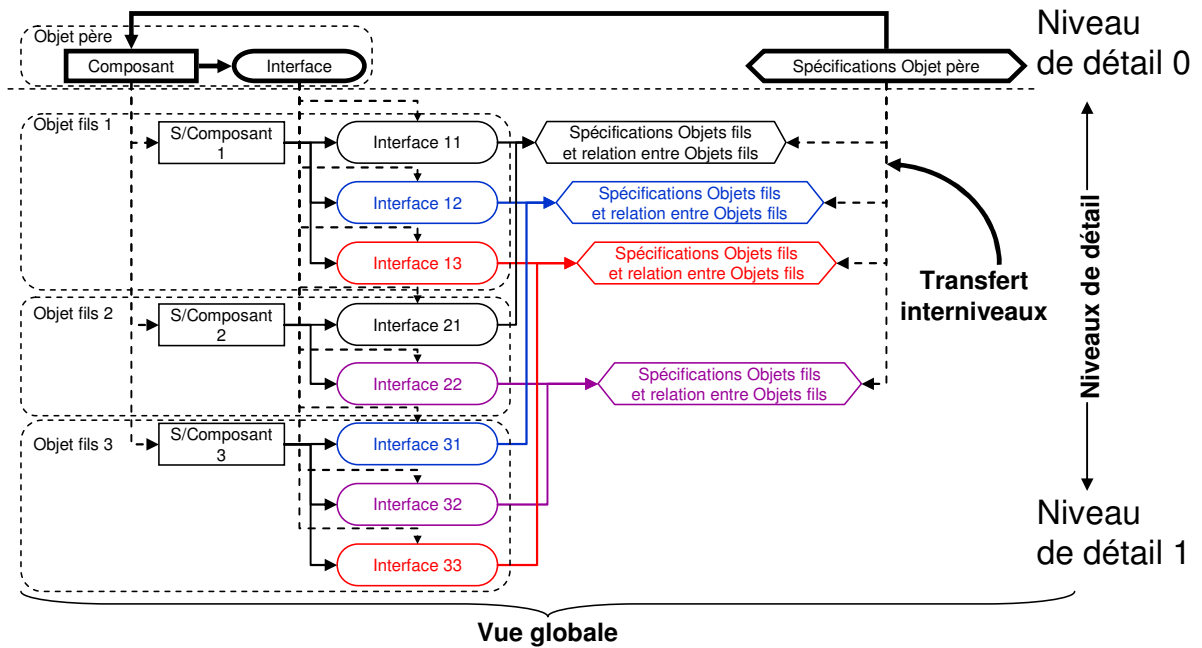 Objet père
Composant
Interface
Spécifications Objet père
Niveau
de détail 0
Objet fils 1
S/Composant
1
Interface 11
Spécifications Objets fils
et relation entre Objets fils
Interface 12
Spécifications Objets fils
et relation entre Objets fils
Interface 13
Spécifications Objets fils
et relation entre Objets fils
Transfert
interniveaux
Niveaux de détail
Objet fils 2
S/Composant
2
Interface 21
Interface 22
Spécifications Objets fils
et relation entre Objets fils
Objet fils 3
S/Composant
3
Interface 31
Interface 32
Interface 33
Niveau
de détail 1
Vue globale